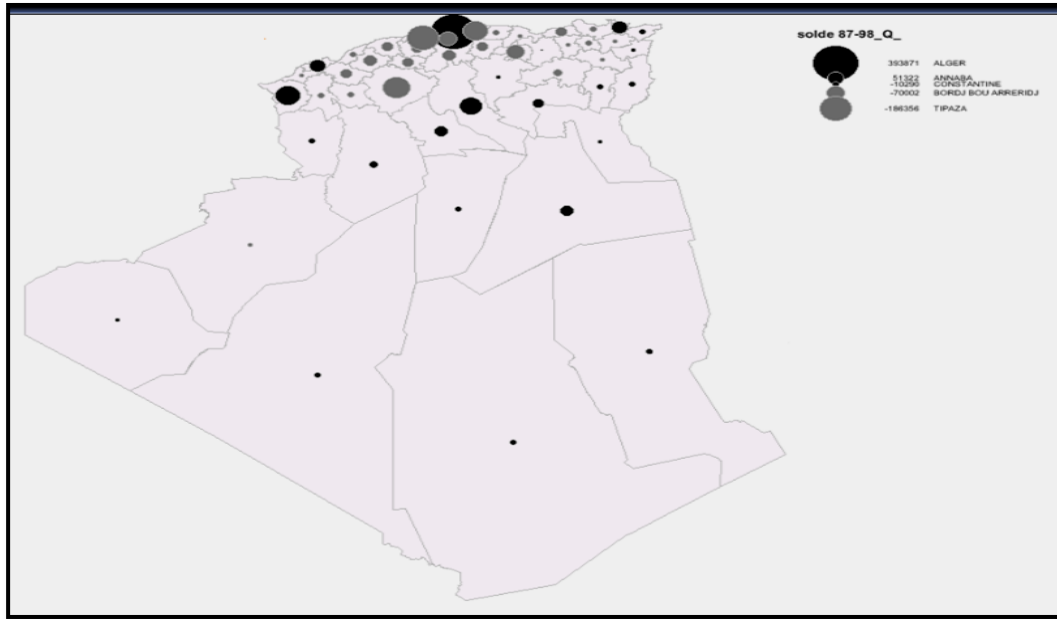 solde 87-98_Q_
393871 ALGER
51322 ANNABA
-10290 CONSTANTINE
-70002 BORDJ BOU ARRERIDJ
-186356 TIPAZA